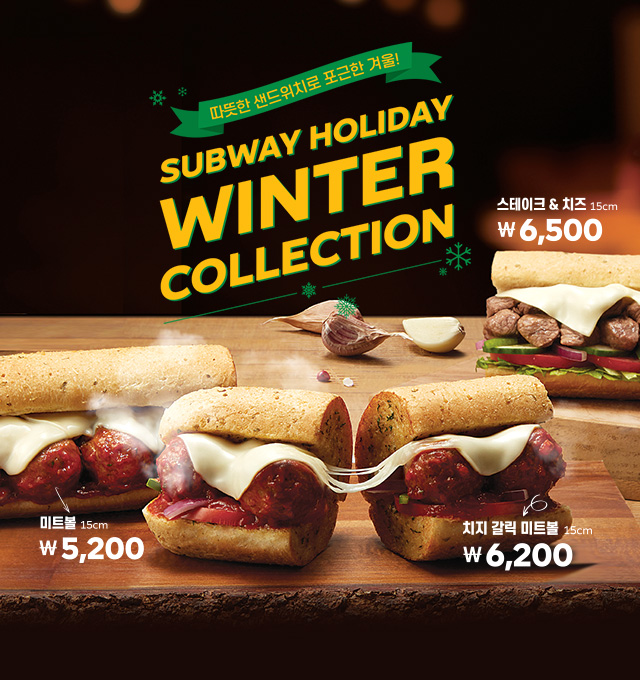 따뜻한 샌드위치로 포근한 겨울!
SUBWAY HOLIDAY
WINTER
COLLECTION
스테이크 & 치즈 15cm
₩ 6,500
미트볼 15cm
₩ 5,200
치지 갈릭 미트볼 15cm
₩ 6,200